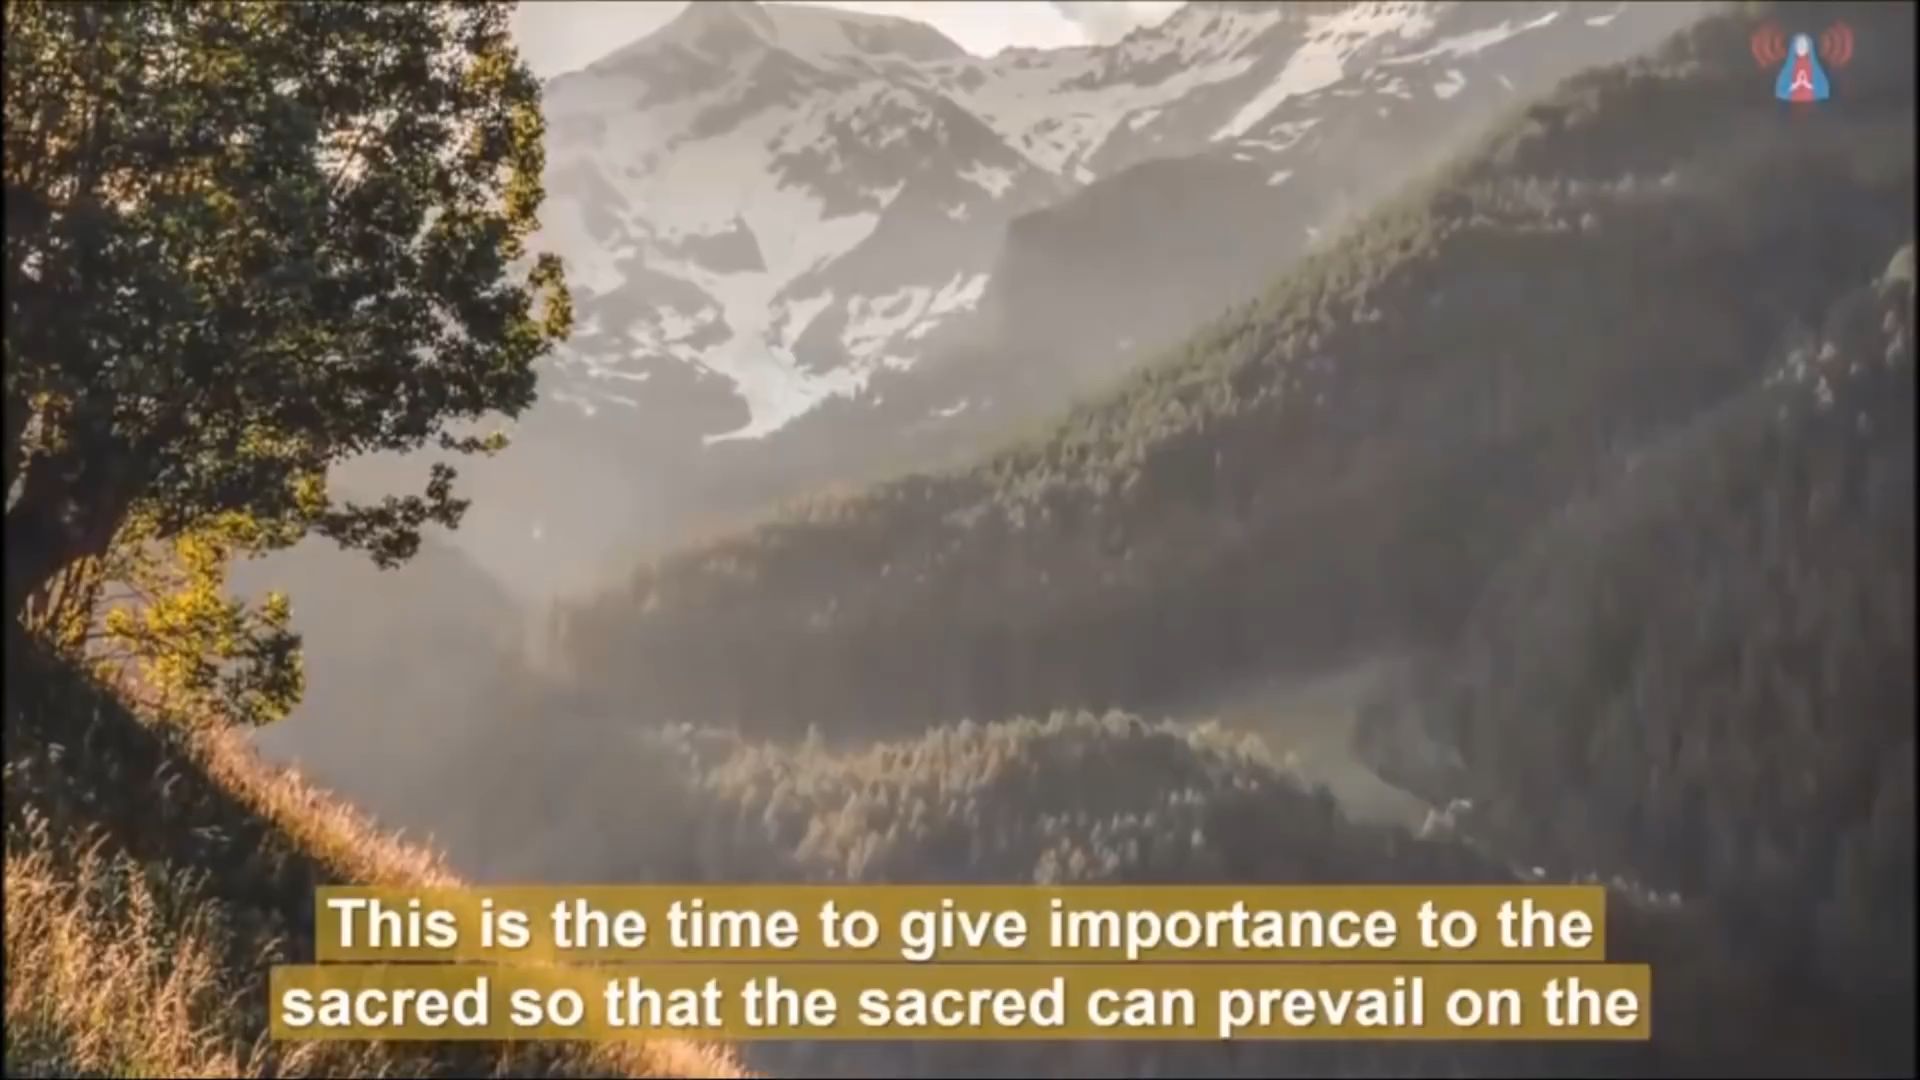 This is the time to give importance to the
sacred so that the sacred can prevail on the